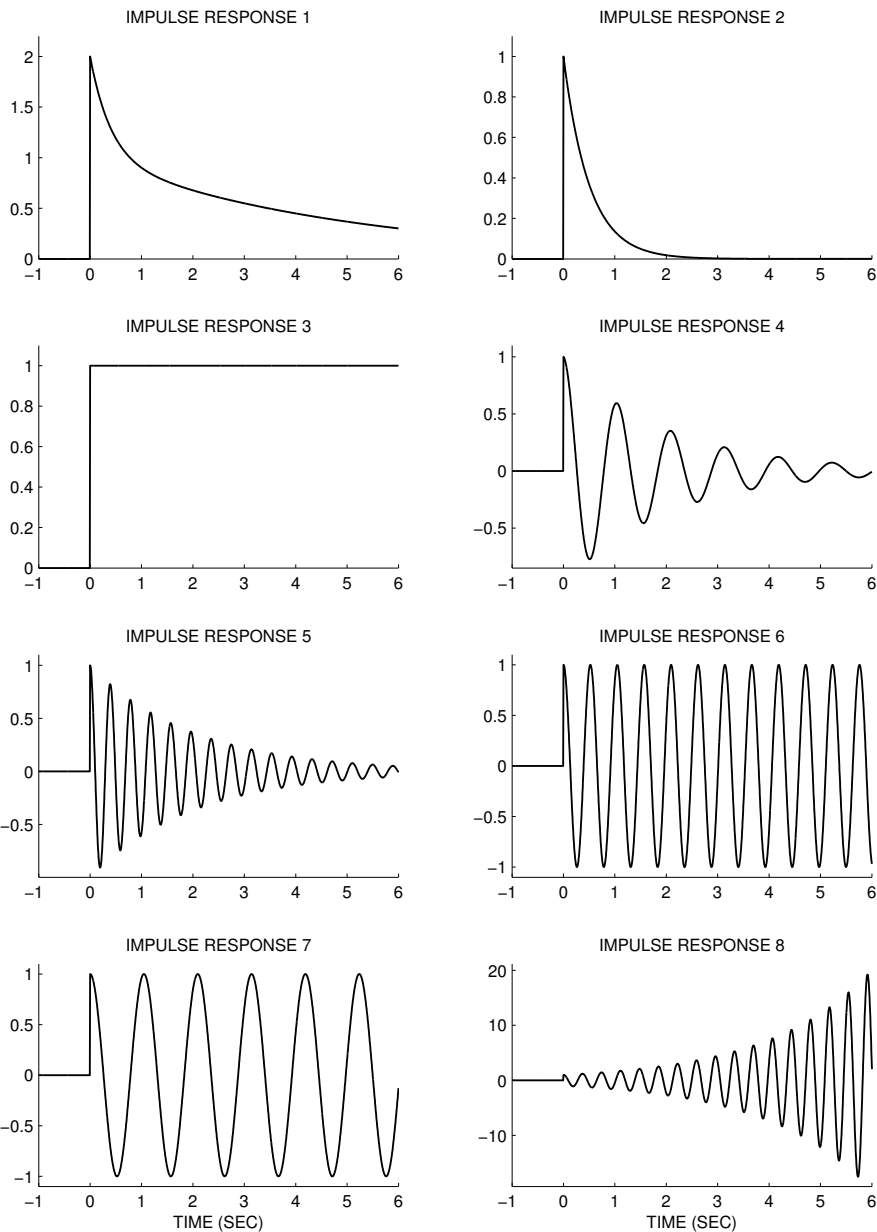 IMPULSE RESPONSE 1
2
1.5
1
0.5
0
−1 0 1 2 3 4 5 6
IMPULSE RESPONSE 2
1
0.8
0.6
0.4
0.2
0
−1 0 1 2 3 4 5 6
IMPULSE RESPONSE 3
1
0.8
0.6
0.4
0.2
0
−1 0 1 2 3 4 5 6
IMPULSE RESPONSE 4
1
0.5
0
−0.5
−1 0 1 2 3 4 5 6
IMPULSE RESPONSE 5
1
0.5
0
−0.5
−1 0 1 2 3 4 5 6
IMPULSE RESPONSE 6
1
0.5
0
−0.5
−1
−1 0 1 2 3 4 5 6
IMPULSE RESPONSE 7
1
0.5
0
−0.5
−1
−1 0 1 2 3 4 5 6
TIME (SEC)
IMPULSE RESPONSE 8
20
10
0
−10
−1 0 1 2 3 4 5 6
TIME (SEC)